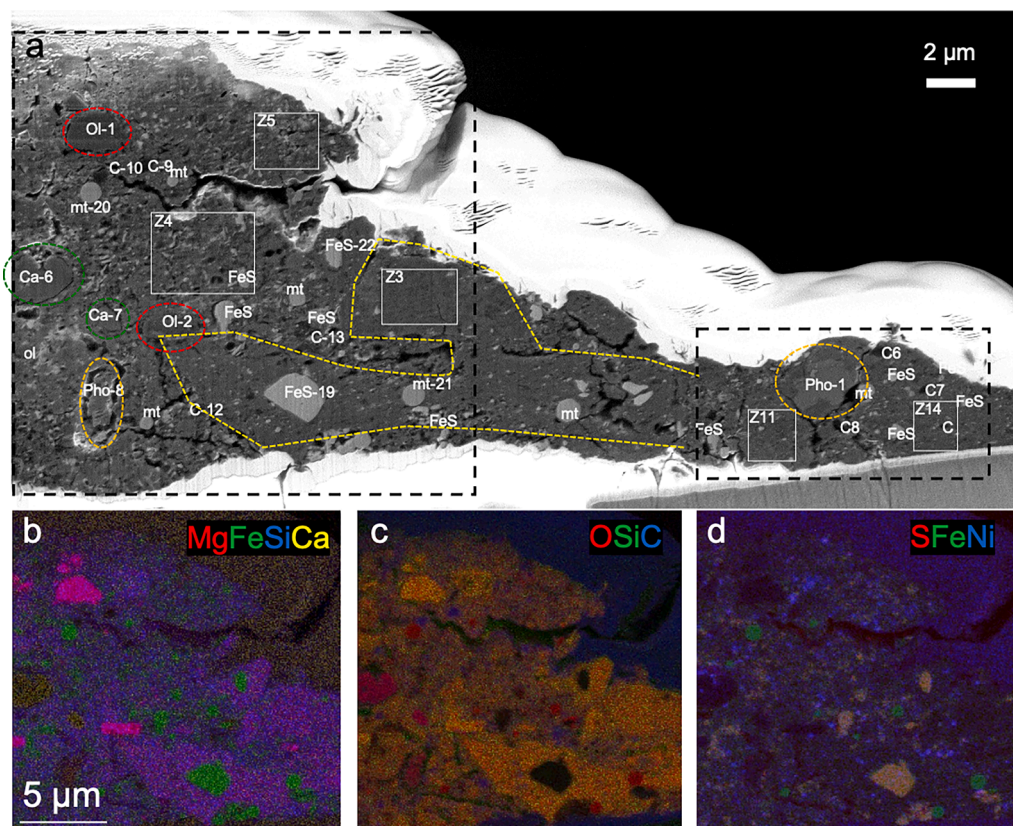 a
2 µm
Z5
Ol-1
C-10 C-9
mt
mt-20
Z4
FeS-22
Ca-6
FeS
Z3
mt
Ca-7
Ol-2
FeS
FeS
C-13
ol
C6
Pho-8
FeS-19
mt-21
Pho-1
FeS
mt
C7
mt
C-12
FeS
mt
FeS
Z11
C8
FeS
Z14
C
FeS
b
MgFeSiCa
c
OSiC
d
SFeNi
5 µm